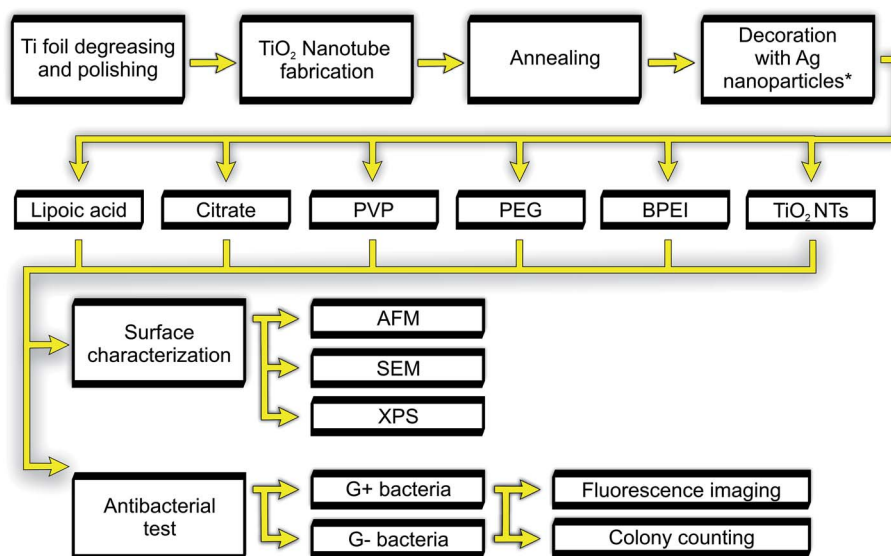 Ti foil degreasing
and polishing
TiO₂ Nanotube
fabrication
Annealing
Decoration
with Ag
nanoparticles*
Lipoic acid
Citrate
PVP
PEG
BPEI
TiO₂ NTs
Surface
characterization
AFM
SEM
XPS
Antibacterial
test
G+ bacteria
G- bacteria
Fluorescence imaging
Colony counting